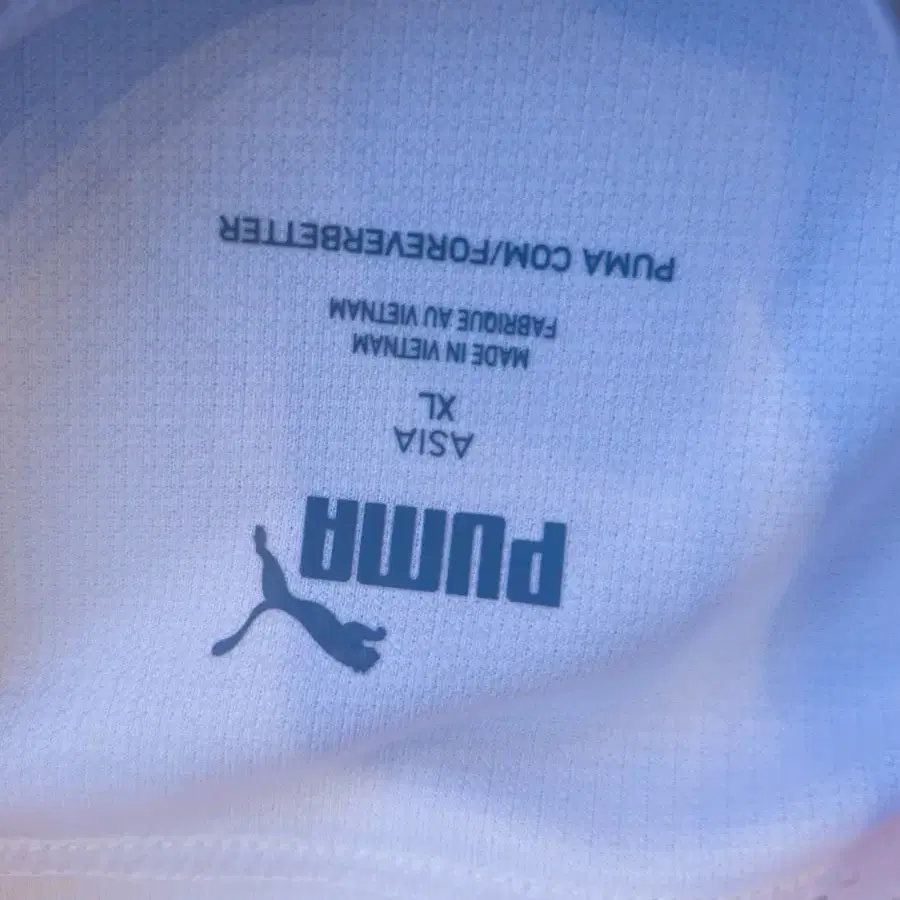 PUMA
ASIA
XL
MADE IN VIETNAM
FABRIQUE AU VIETNAM
PUMA COM/FOREVERBETTER